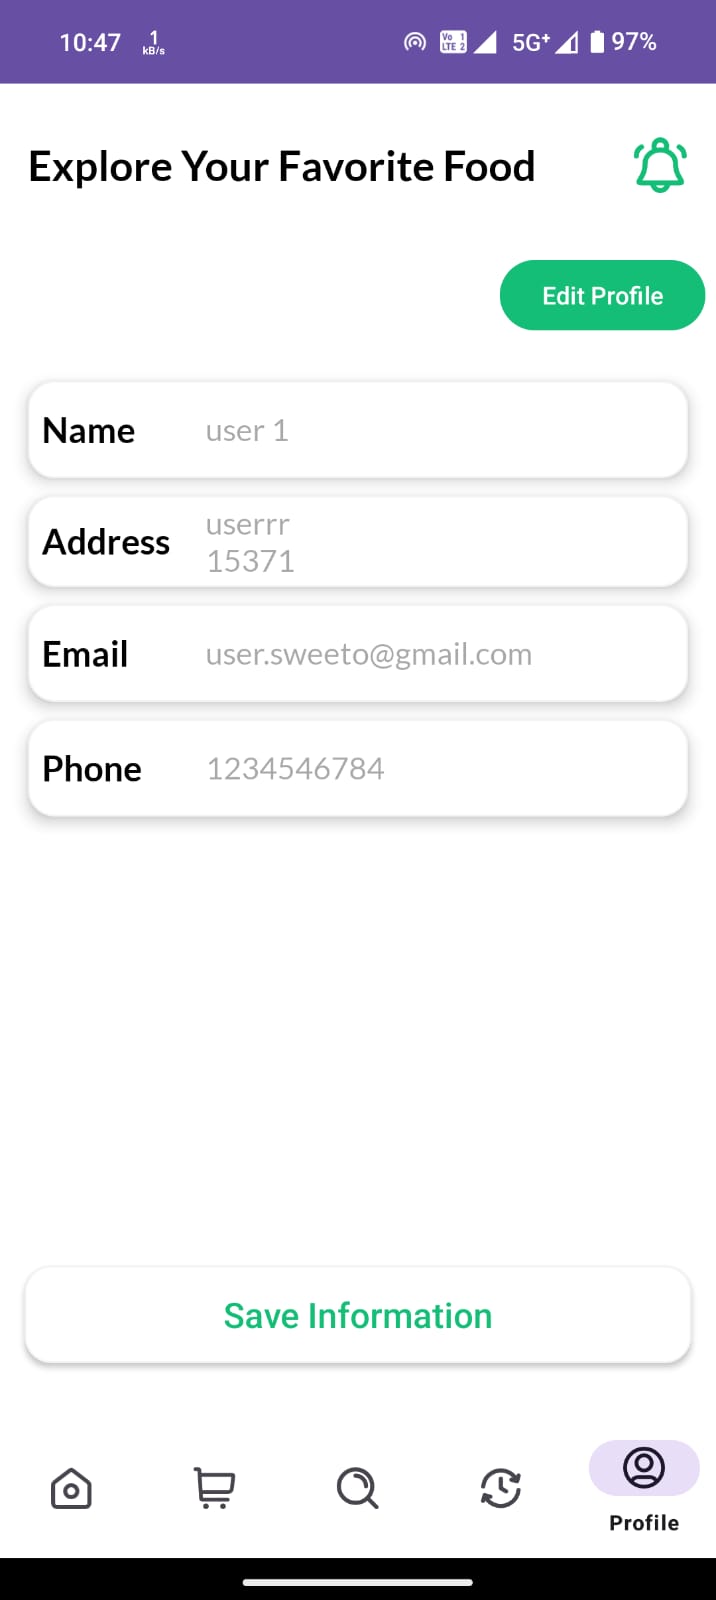 10:47 1 kB/s Vo 1 LTE 2 5G+ 97%
Explore Your Favorite Food
Edit Profile
Name user 1
Address userrr
15371
Email user.sweeto@gmail.com
Phone 1234546784
Save Information
Profile